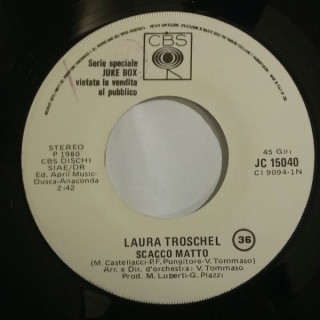 CBS
Serie speciale
JUKE BOX
vietata la vendita
al pubblico
STEREO
P 1980
CBS DISCHI
SIAE/DR
Ed. April Music-
Dusca-Anaconda
2:42
45 Giri
JC 15040
CI 9094-1N
LAURA TROSCHEL
36
SCACCO MATTO
(M. Castellacci-P.F. Pungitore-V. Tommaso)
Arr. e Dir. d'orchestra: V. Tommaso
Prod. M. Luberti-G. Piazzi